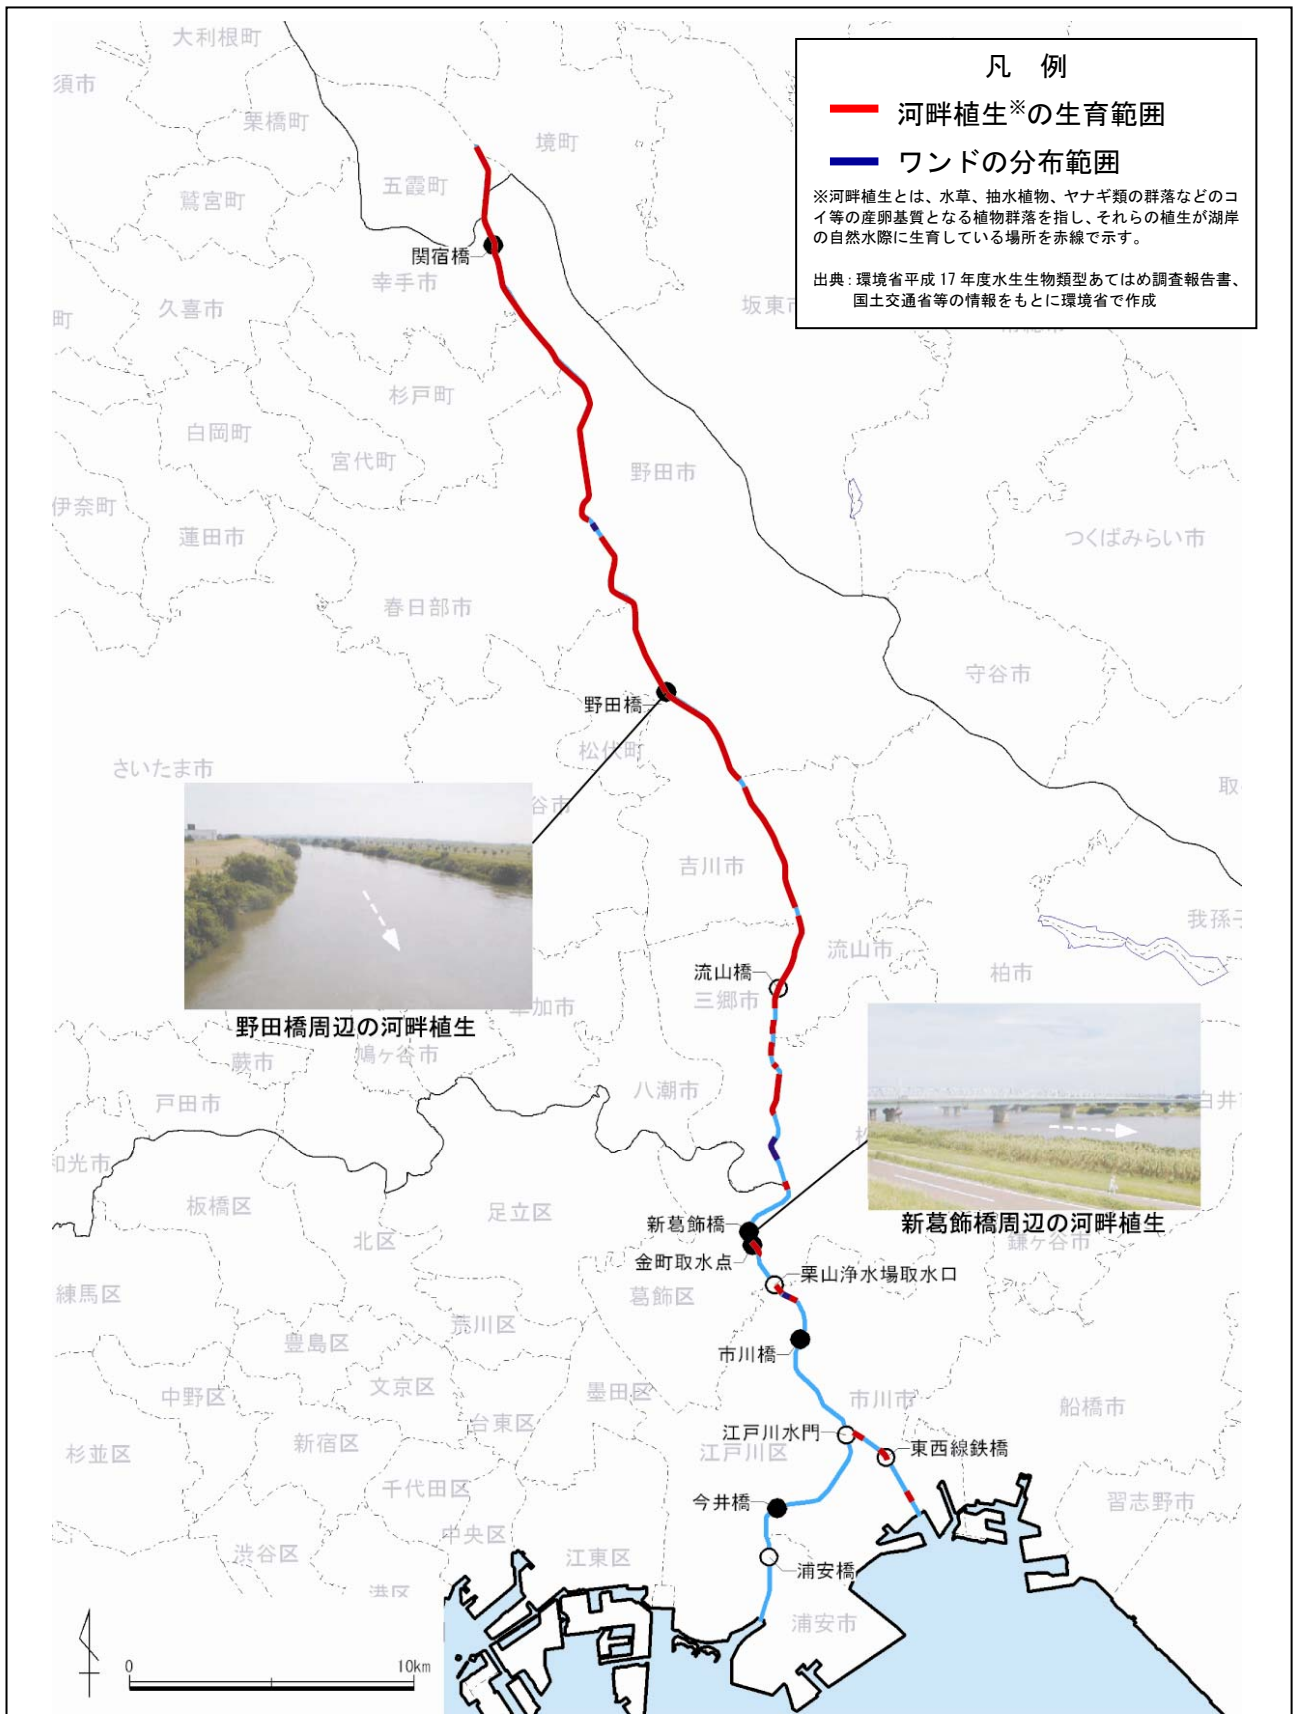 凡 例
河畔植生※の生育範囲
ワンドの分布範囲
※河畔植生とは、水草、抽水植物、ヤナギ類の群落などのコ
イ等の産卵基質となる植物群落を指し、それらの植生が湖岸
の自然水際に生育している場所を赤線で示す。
出典：環境省平成 17 年度水生生物類型あてはめ調査報告書、
国土交通省等の情報をもとに環境省で作成
大利根町
須市
栗橋町
境町
五霞町
鷲宮町
関宿橋
幸手市
久喜市
町
坂東市
杉戸町
白岡町
宮代町
野田市
伊奈町
蓮田市
つくばみらい市
春日部市
守谷市
野田橋
松伏町
さいたま市
取
谷市
吉川市
我孫子
流山市
柏市
流山橋
三郷市
加市
野田橋周辺の河畔植生
蕨市
鳩ヶ谷市
八潮市
戸田市
白井
和光市
板橋区
足立区
新葛飾橋
新葛飾橋周辺の河畔植生
北区
鎌ヶ谷市
金町取水点
栗山浄水場取水口
練馬区
葛飾区
荒川区
豊島区
市川橋
中野区
文京区
墨田区
市川市
船橋市
台東区
杉並区
新宿区
江戸川水門
江戸川区
東西線鉄橋
千代田区
今井橋
習志野市
中央区
渋谷区
江東区
浦安橋
港区
浦安市
0
10km